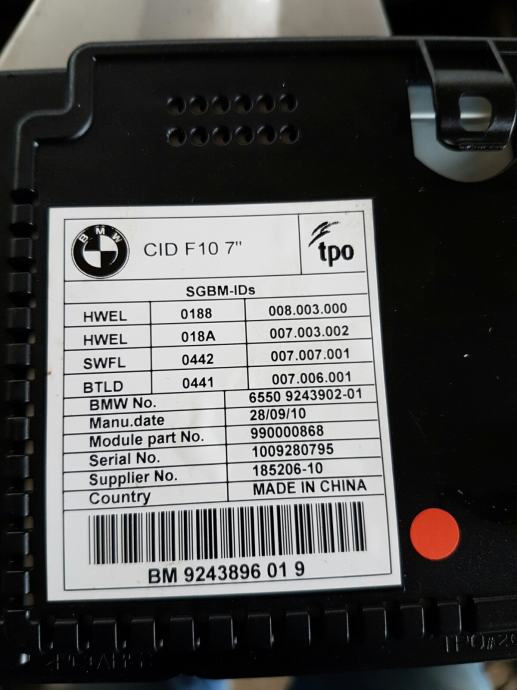 BMW
CID F10 7"
tpo
SGBM-IDs
HWEL 0188 008.003.000
HWEL 018A 007.003.002
SWFL 0442 007.007.001
BTLD 0441 007.006.001
BMW No. 6550 9243902-01
Manu.date 28/09/10
Module part No. 990000868
Serial No. 1009280795
Supplier No. 185206-10
Country MADE IN CHINA
BM 9243896 01 9